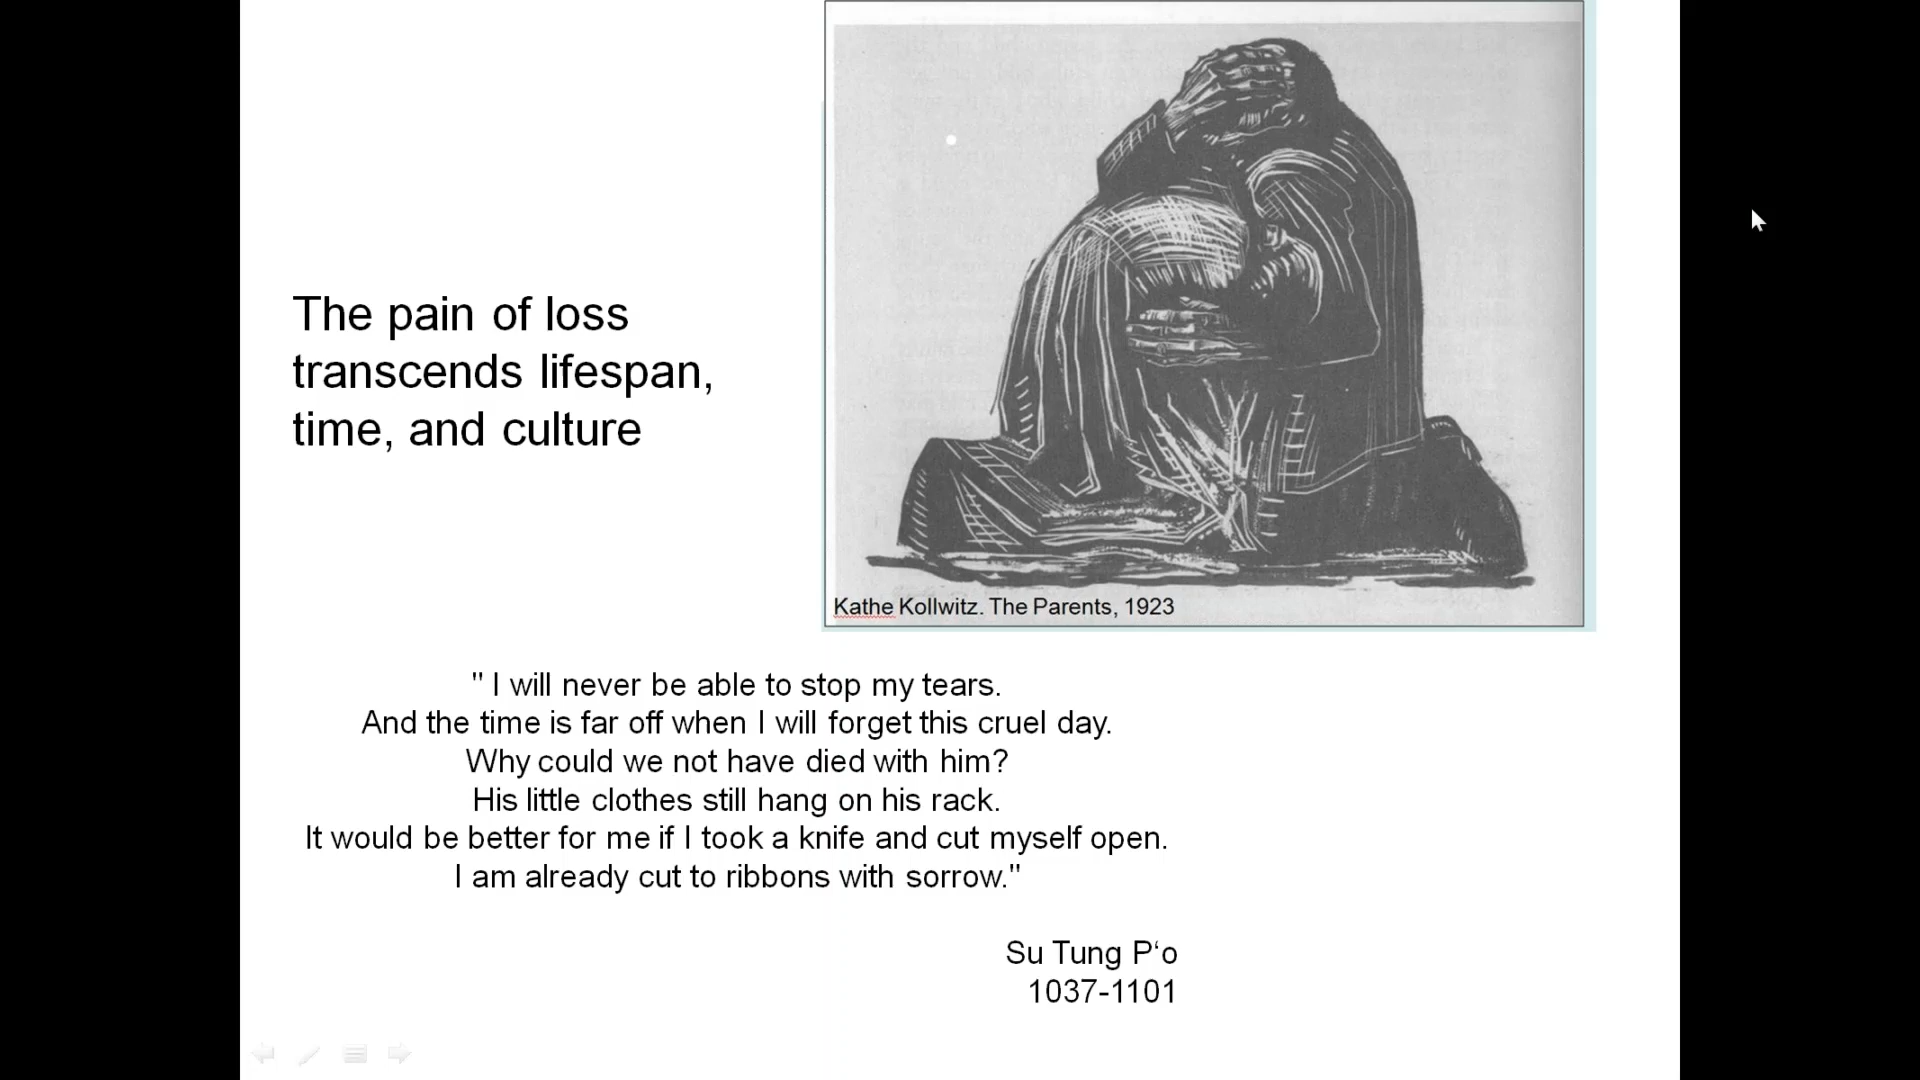 The pain of loss
transcends lifespan,
time, and culture
Kathe Kollwitz. The Parents, 1923
" I will never be able to stop my tears.
And the time is far off when I will forget this cruel day.
Why could we not have died with him?
His little clothes still hang on his rack.
It would be better for me if I took a knife and cut myself open.
I am already cut to ribbons with sorrow."
Su Tung P‘o
1037-1101